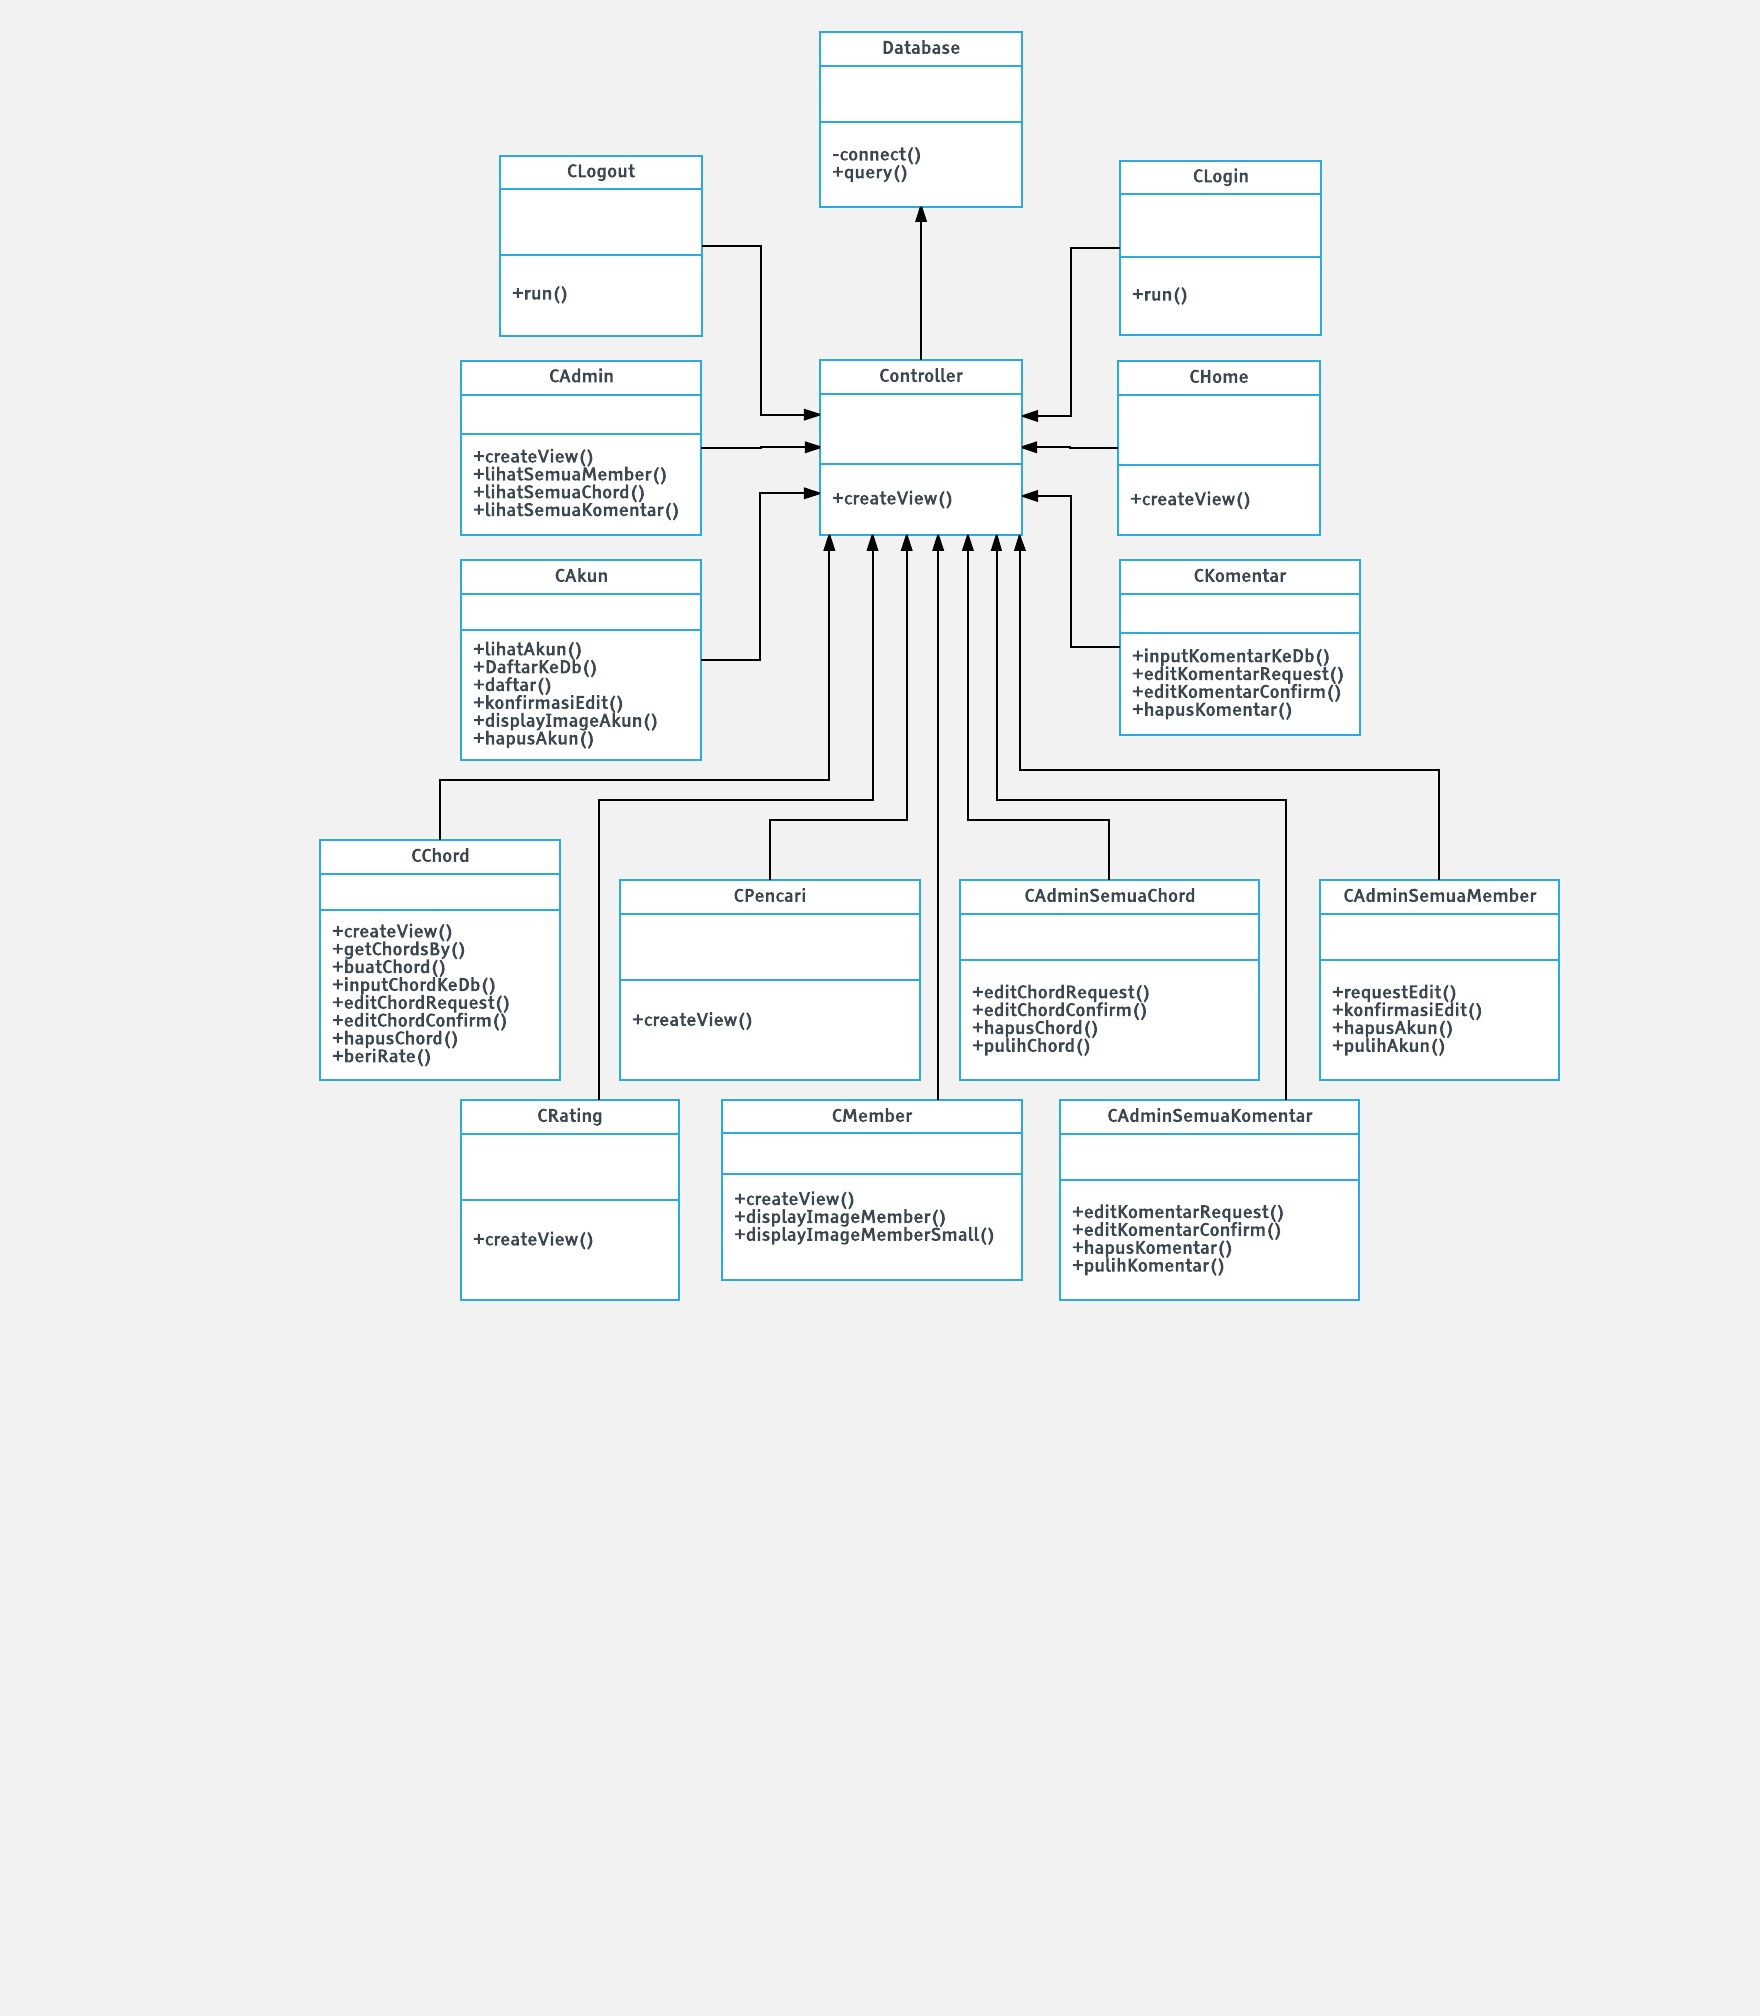 Database
-connect()
+query()
CLogout
+run()
CLogin
+run()
CAdmin
+createView()
+lihatSemuaMember()
+lihatSemuaChord()
+lihatSemuaKomentar()
Controller
+createView()
CHome
+createView()
CAkun
+lihatAkun()
+DaftarKeDb()
+daftar()
+konfirmasiEdit()
+displayImageAkun()
+hapusAkun()
CKomentar
+inputKomentarKeDb()
+editKomentarRequest()
+editKomentarConfirm()
+hapusKomentar()
CChord
+createView()
+getChordsBy()
+buatChord()
+inputChordKeDb()
+editChordRequest()
+editChordConfirm()
+hapusChord()
+beriRate()
CPencari
+createView()
CAdminSemuaChord
+editChordRequest()
+editChordConfirm()
+hapusChord()
+pulihChord()
CAdminSemuaMember
+requestEdit()
+konfirmasiEdit()
+hapusAkun()
+pulihAkun()
CRating
+createView()
CMember
+createView()
+displayImageMember()
+displayImageMemberSmall()
CAdminSemuaKomentar
+editKomentarRequest()
+editKomentarConfirm()
+hapusKomentar()
+pulihKomentar()